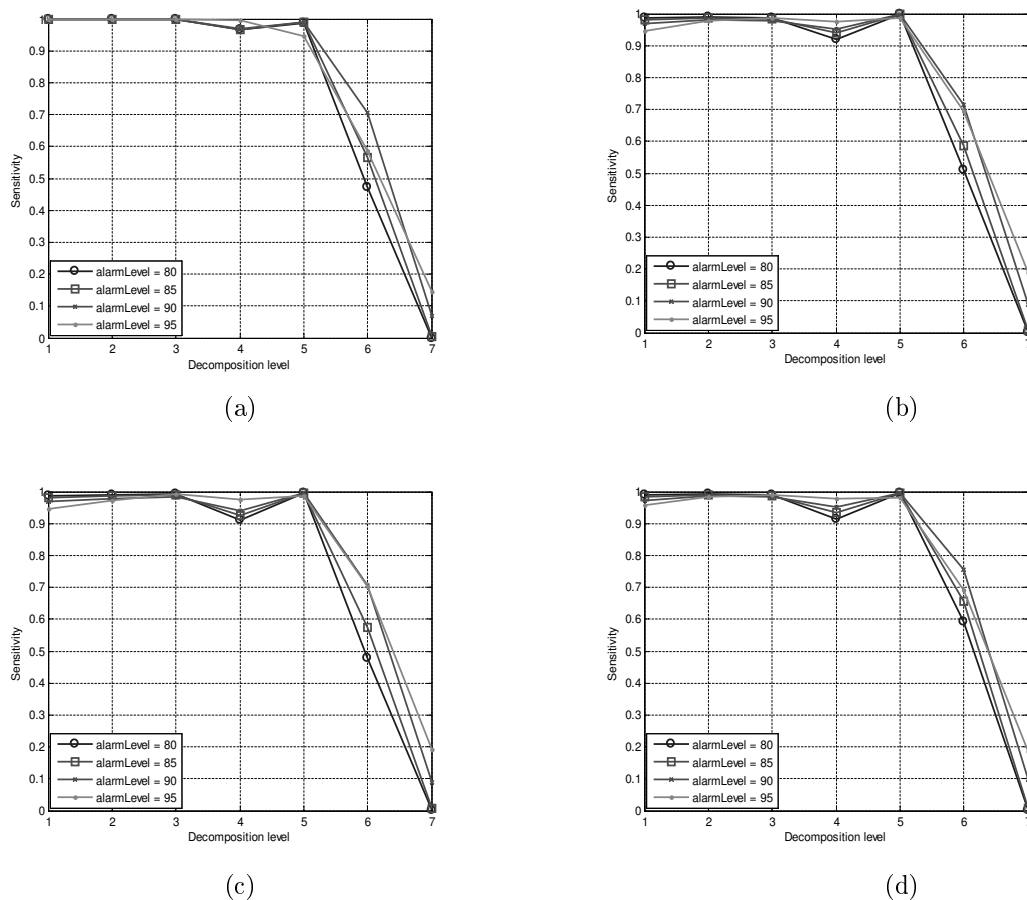 1
0.9
0.8
0.7
0.6
0.5
0.4
0.3
0.2
0.1
0
Sensitivity
alarmLevel = 80
alarmLevel = 85
alarmLevel = 90
alarmLevel = 95
1 2 3 4 5 6 7
Decomposition level
(a)
1
0.9
0.8
0.7
0.6
0.5
0.4
0.3
0.2
0.1
0
Sensitivity
alarmLevel = 80
alarmLevel = 85
alarmLevel = 90
alarmLevel = 95
1 2 3 4 5 6 7
Decomposition level
(b)
1
0.9
0.8
0.7
0.6
0.5
0.4
0.3
0.2
0.1
0
Sensitivity
alarmLevel = 80
alarmLevel = 85
alarmLevel = 90
alarmLevel = 95
1 2 3 4 5 6 7
Decomposition level
(c)
1
0.9
0.8
0.7
0.6
0.5
0.4
0.3
0.2
0.1
0
Sensitivity
alarmLevel = 80
alarmLevel = 85
alarmLevel = 90
alarmLevel = 95
1 2 3 4 5 6 7
Decomposition level
(d)